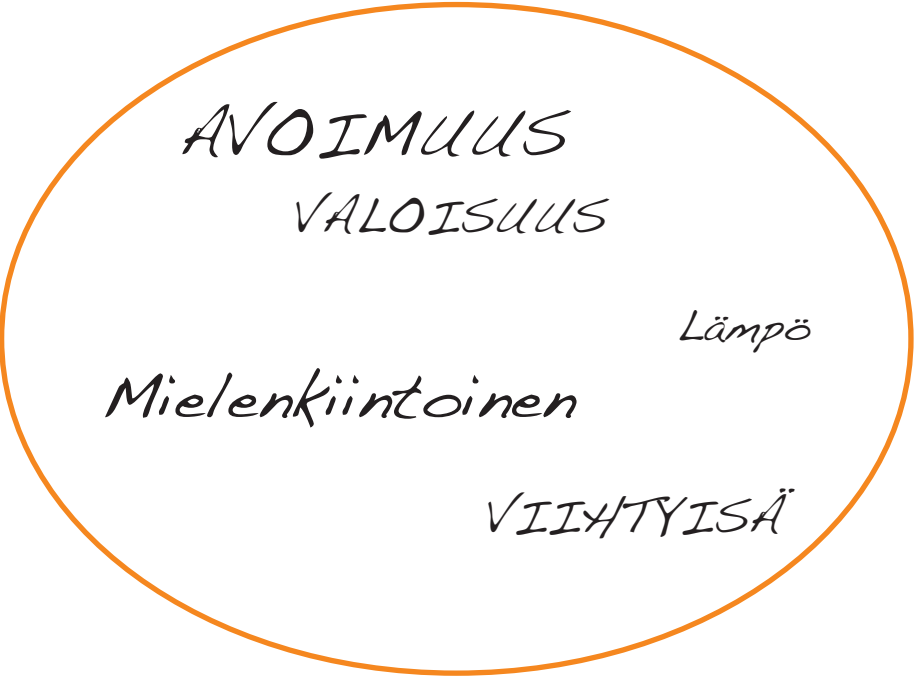 AVOIMUUS
VALOISUUS
Lämpö
Mielenkiintoinen
VIIHTYISÄ